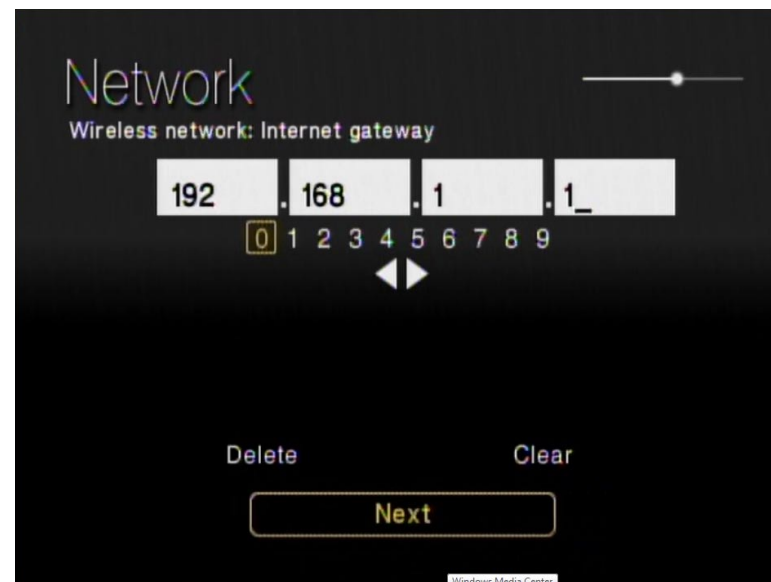 Network
Wireless network: Internet gateway
192 . 168 . 1 . 1_
0 1 2 3 4 5 6 7 8 9
Delete Clear
Next
Windows Media Center